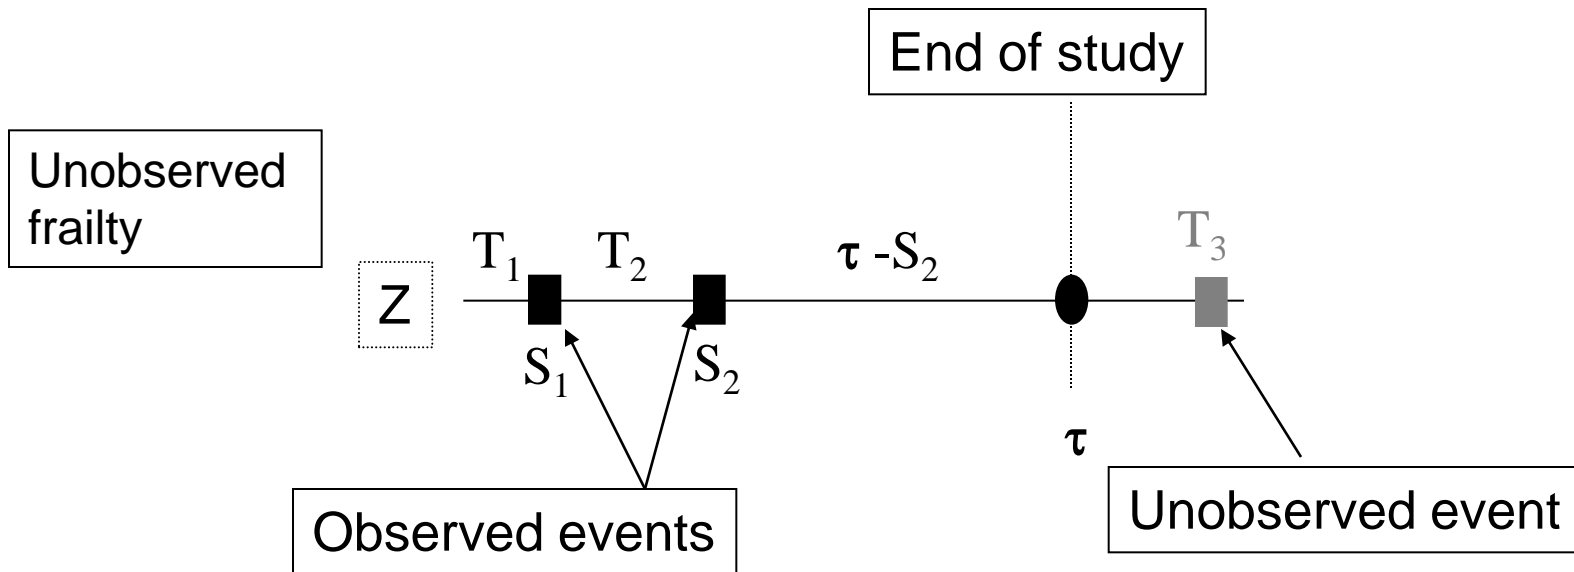 End of study
Unobserved
frailty
Z
T₁ T₂ τ -S₂ T₃
S₁ S₂
τ
Observed events
Unobserved event